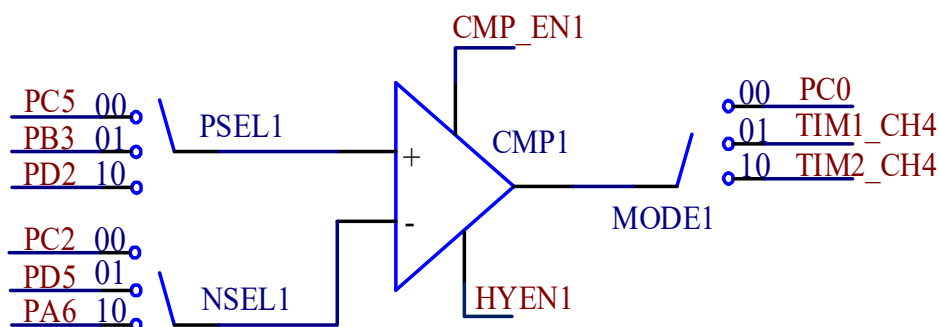 CMP_EN1
PC5 00
PB3 01
PD2 10
PSEL1
+
-
CMP1
00 PC0
01 TIM1_CH4
10 TIM2_CH4
MODE1
PC2 00
PD5 01
PA6 10
NSEL1
HYEN1